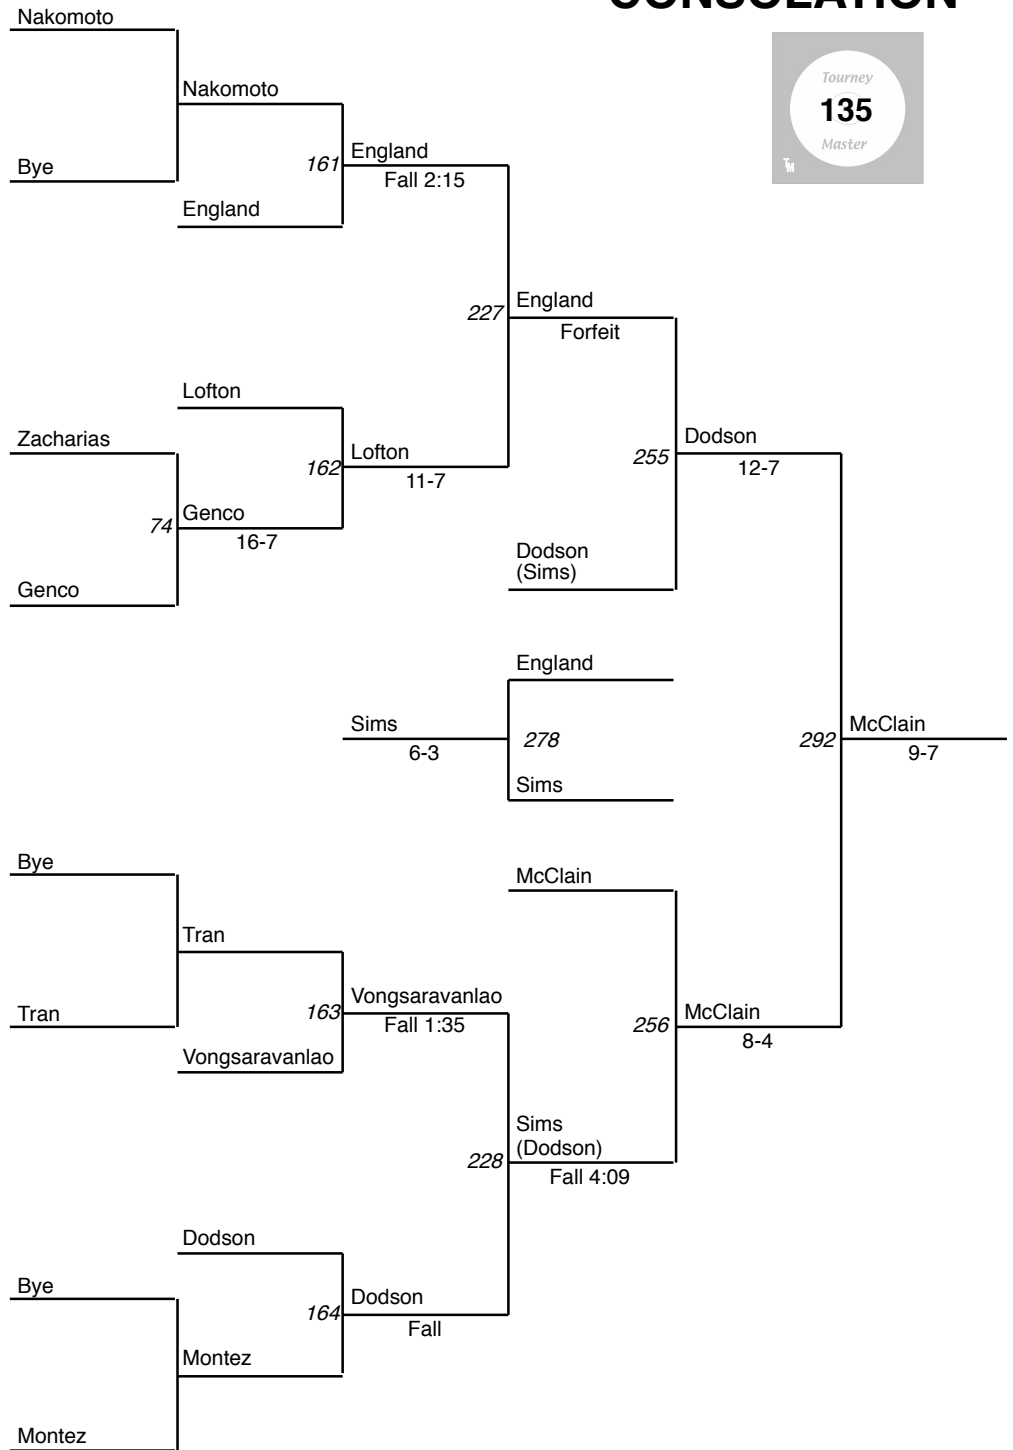 CONSOLATION
Nakomoto
Tourney
135
Master
TM
Nakomoto
161
England
Fall 2:15
Bye
England
227
England
Forfeit
Lofton
Zacharias
162
Lofton
11-7
255
Dodson
12-7
74
Genco
16-7
Dodson
(Sims)
Genco
England
Sims
6-3
278
292
McClain
9-7
Sims
Bye
McClain
Tran
Tran
163
Vongsaravanlao
Fall 1:35
256
McClain
8-4
Vongsaravanlao
228
Sims
(Dodson)
Fall 4:09
Dodson
Bye
164
Dodson
Fall
Montez
Montez